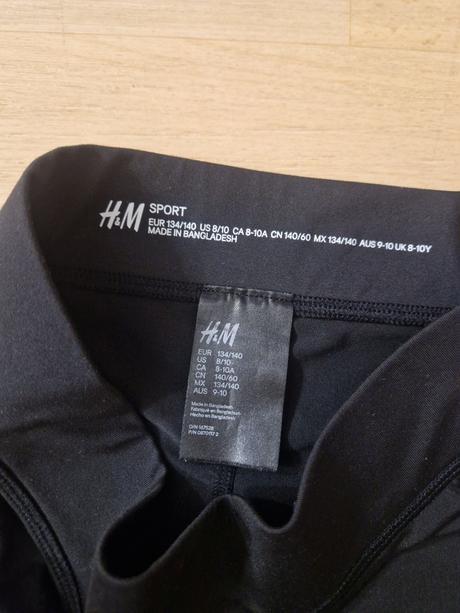 H&M SPORT
EUR 134/140 US 8/10 CA 8-10A CN 140/60 MX 134/140 AUS 9-10 UK 8-10Y
MADE IN BANGLADESH
H&M
EUR 134/140
US 8/10
CA 8-10A
CN 140/60
MX 134/140
AUS 9-10
Made in Bangladesh
Fabriqué en Bangladesh
Hecho en Bangladesh
O/N 167528